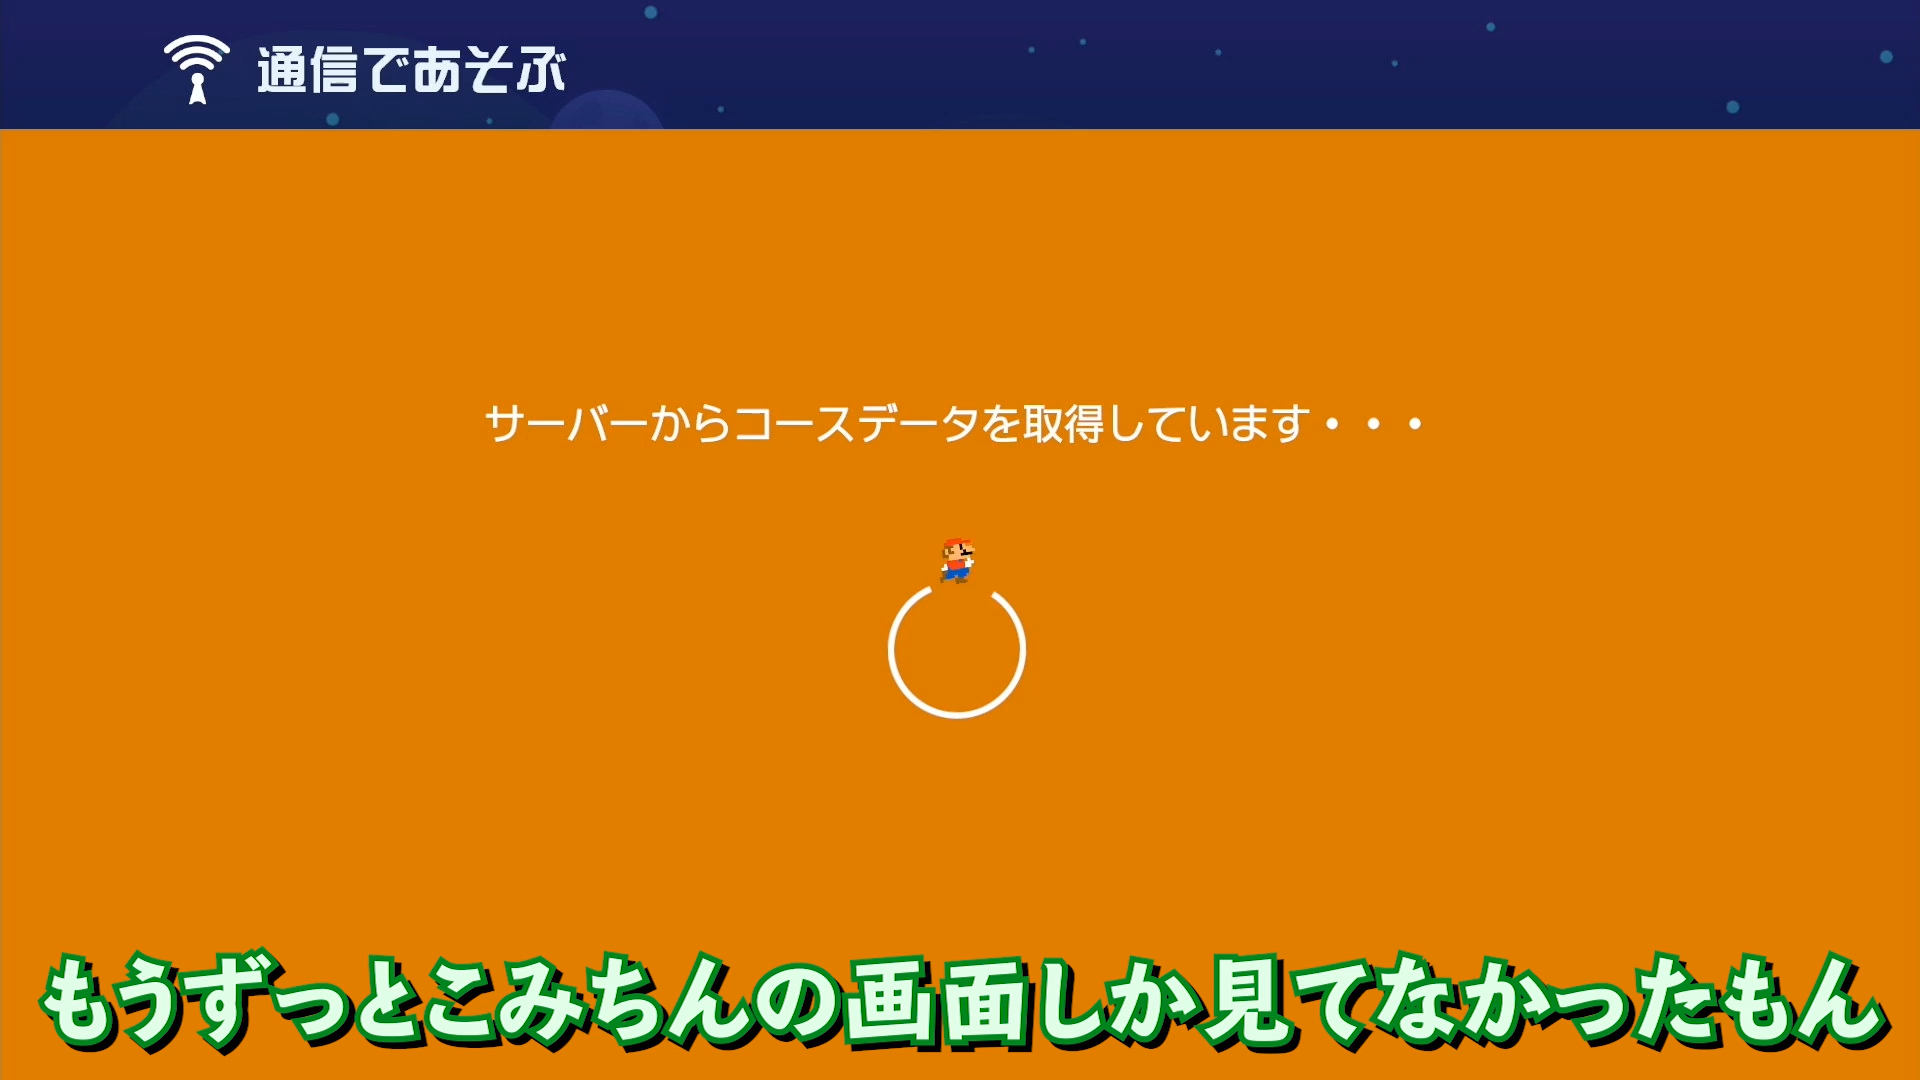 通信であそぶ
サーバーからコースデータを取得しています・・・
もうずっとこみちんの画面しか見てなかったもん